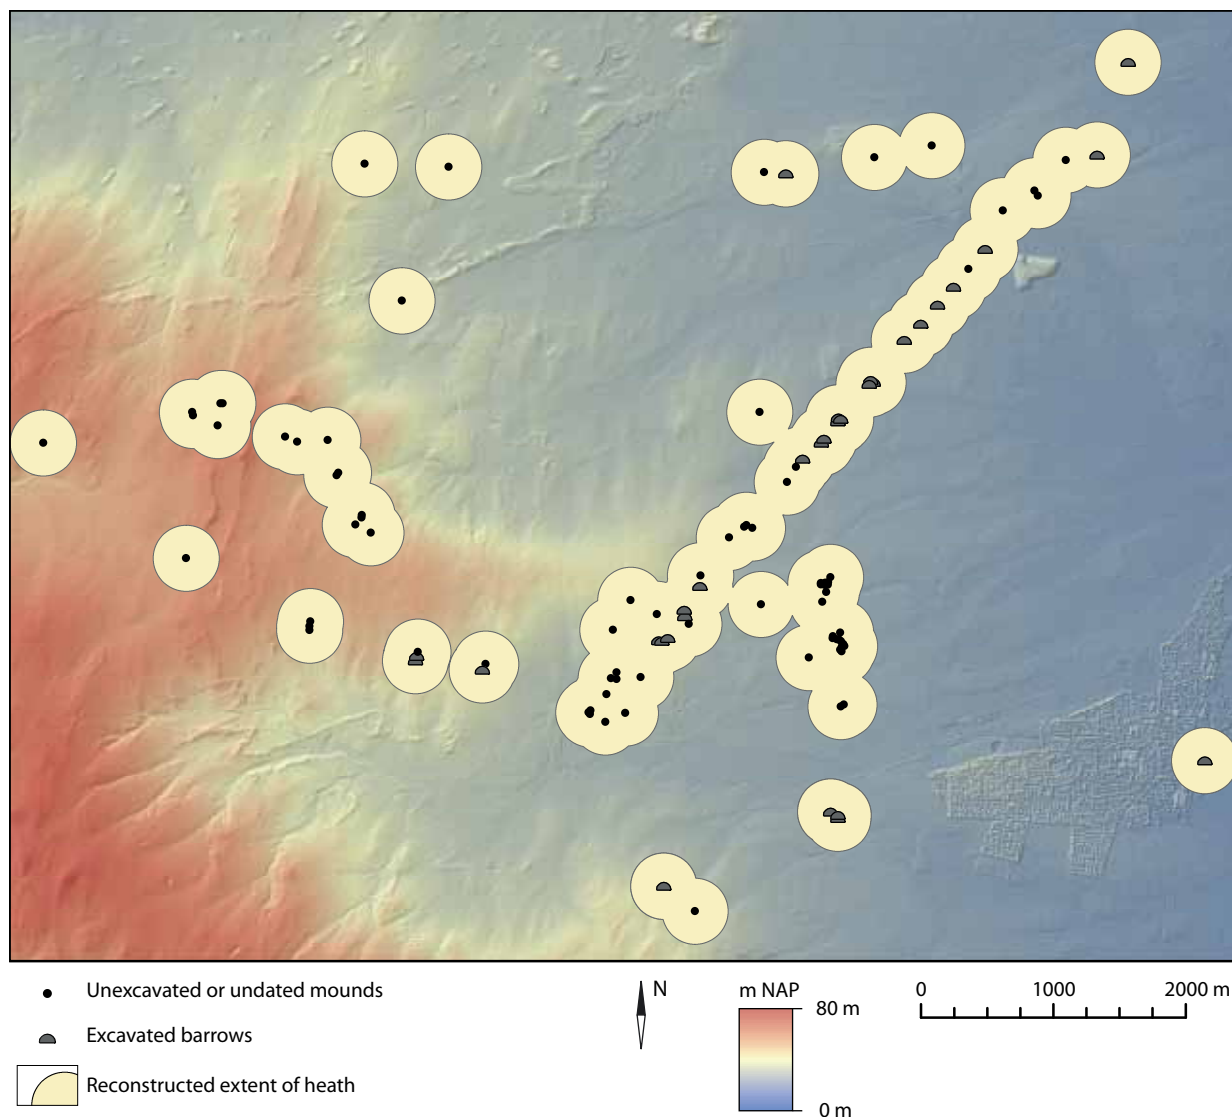 Unexcavated or undated mounds
Excavated barrows
Reconstructed extent of heath
N
m NAP
80 m
0 m
0 1000 2000 m